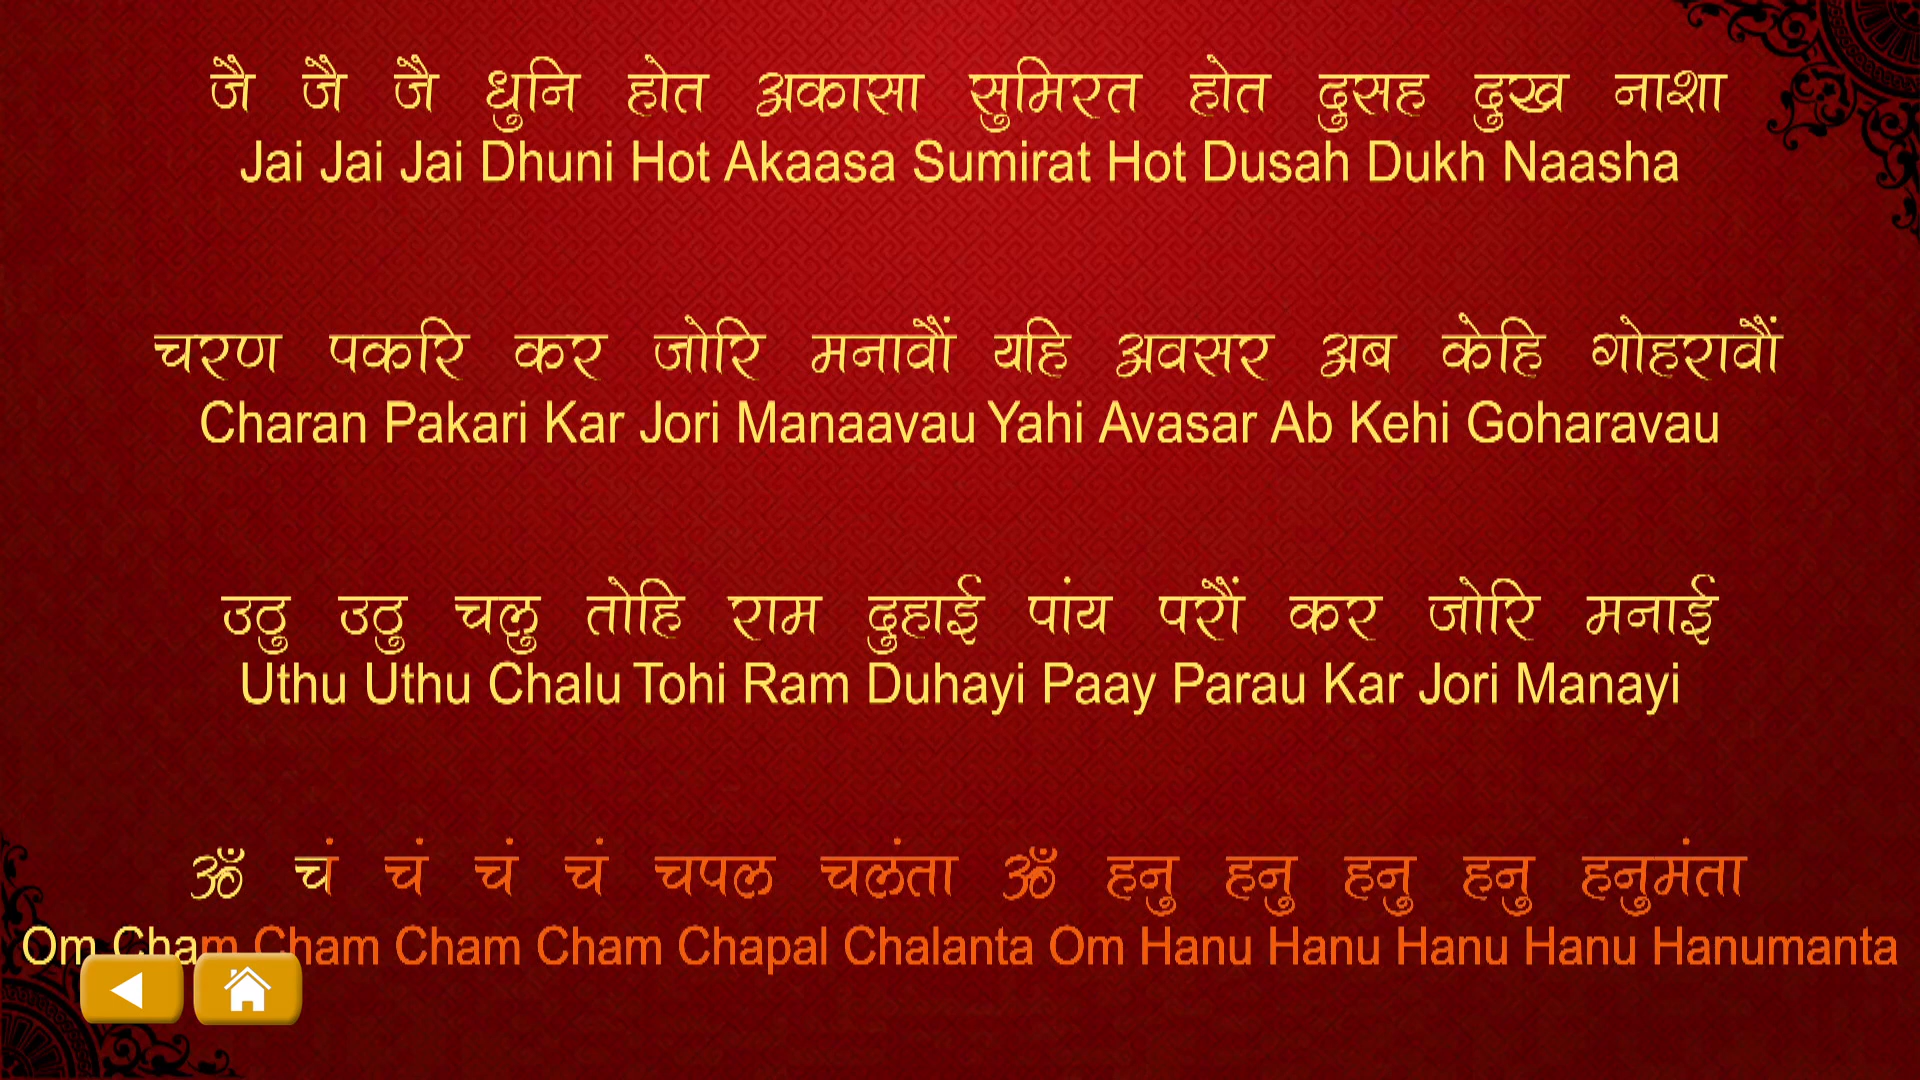 जै जै जै धुनि होत अकासा सुमिरत होत दुसह दुख नाशा
Jai Jai Jai Dhuni Hot Akaasa Sumirat Hot Dusah Dukh Naasha
चरण पकरि कर जोरि मनावौं यहि अवसर अब केहि गोहरावौं
Charan Pakari Kar Jori Manaavau Yahi Avasar Ab Kehi Goharavau
उठु उठु चलु तोहि राम दुहाई पांय परौं कर जोरि मनाई
Uthu Uthu Chalu Tohi Ram Duhayi Paay Parau Kar Jori Manayi
ॐ चं चं चं चं चपल चलंता ॐ हनु हनु हनु हनु हनुमंता
Om Cham Cham Cham Cham Chapal Chalanta Om Hanu Hanu Hanu Hanu Hanumanta